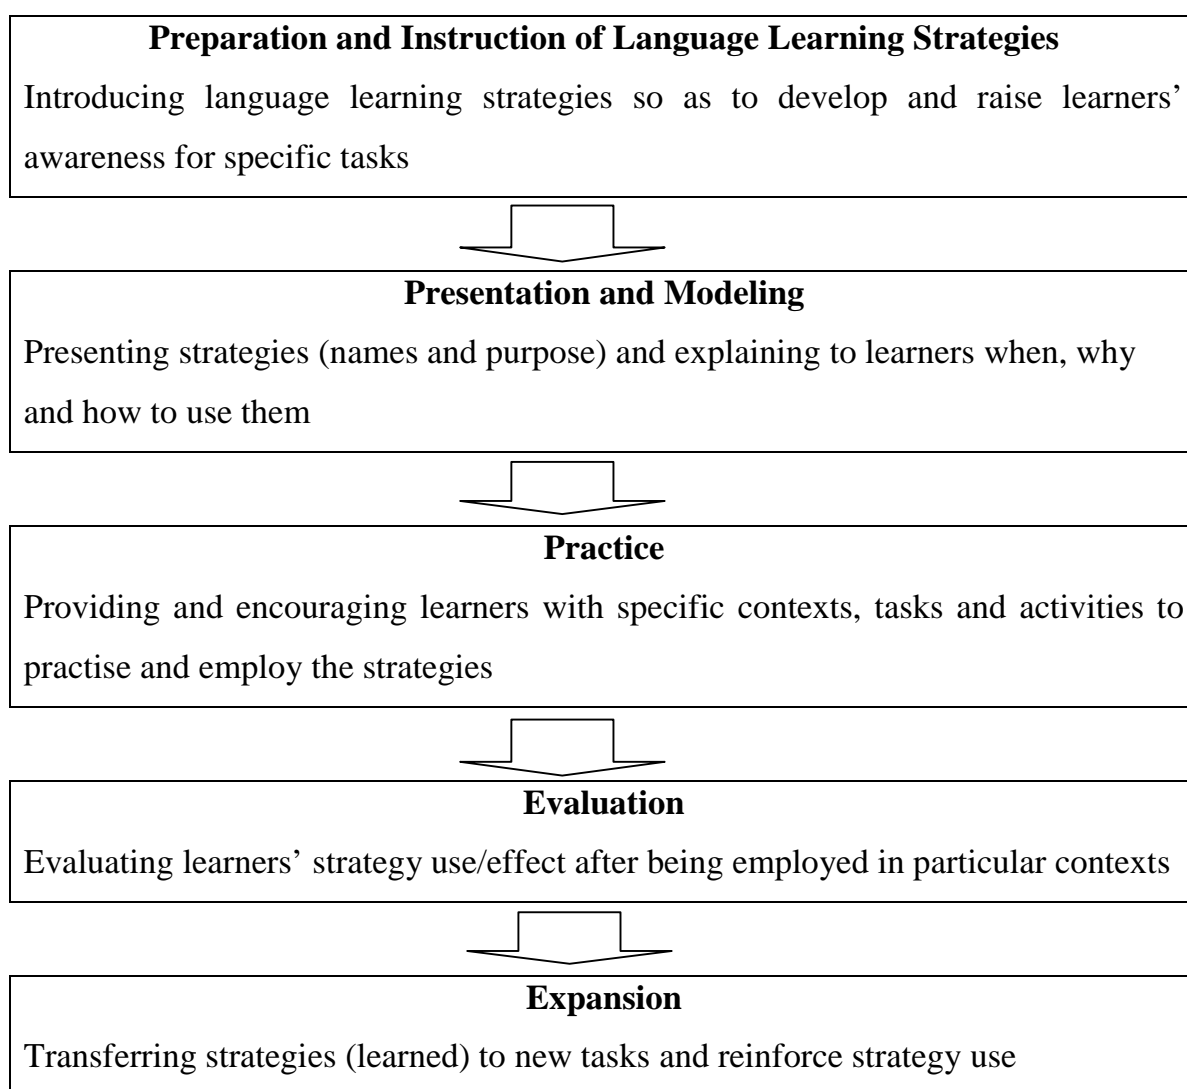 Preparation and Instruction of Language Learning Strategies
Introducing language learning strategies so as to develop and raise learners’
awareness for specific tasks
Presentation and Modeling
Presenting strategies (names and purpose) and explaining to learners when, why
and how to use them
Practice
Providing and encouraging learners with specific contexts, tasks and activities to
practise and employ the strategies
Evaluation
Evaluating learners’ strategy use/effect after being employed in particular contexts
Expansion
Transferring strategies (learned) to new tasks and reinforce strategy use